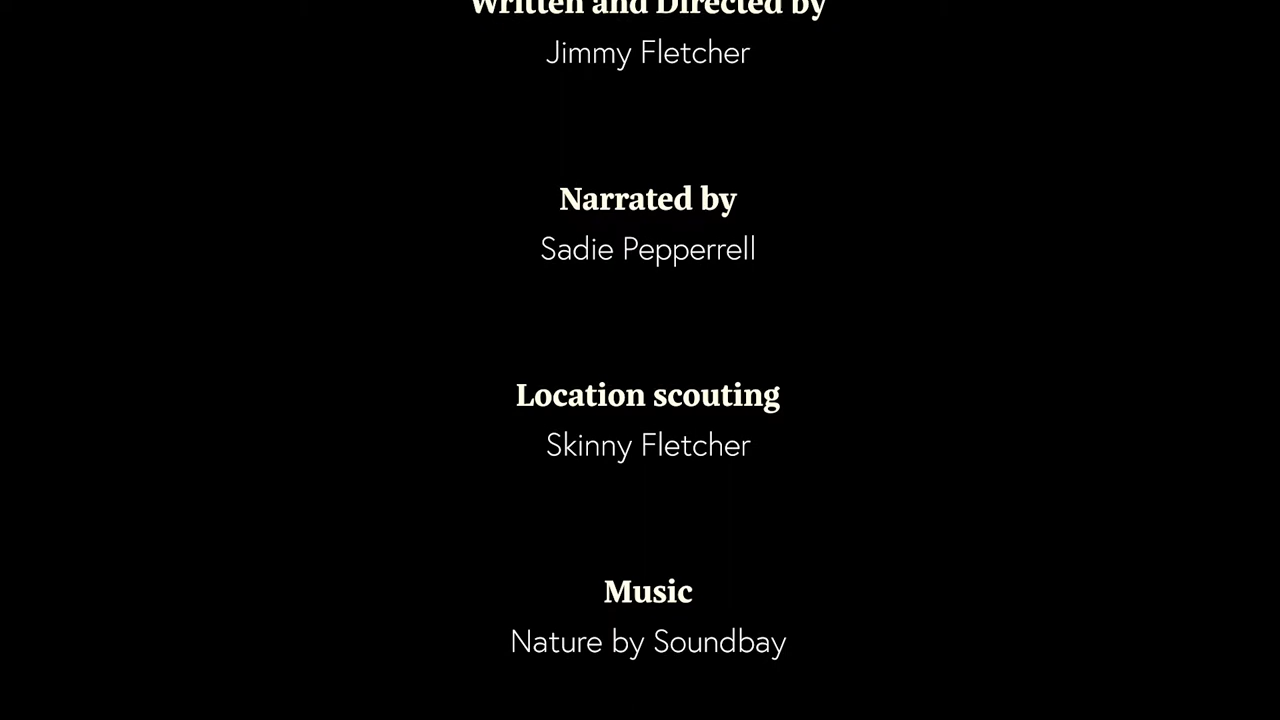 Written and Directed by
Jimmy Fletcher
Narrated by
Sadie Pepperrell
Location scouting
Skinny Fletcher
Music
Nature by Soundbay